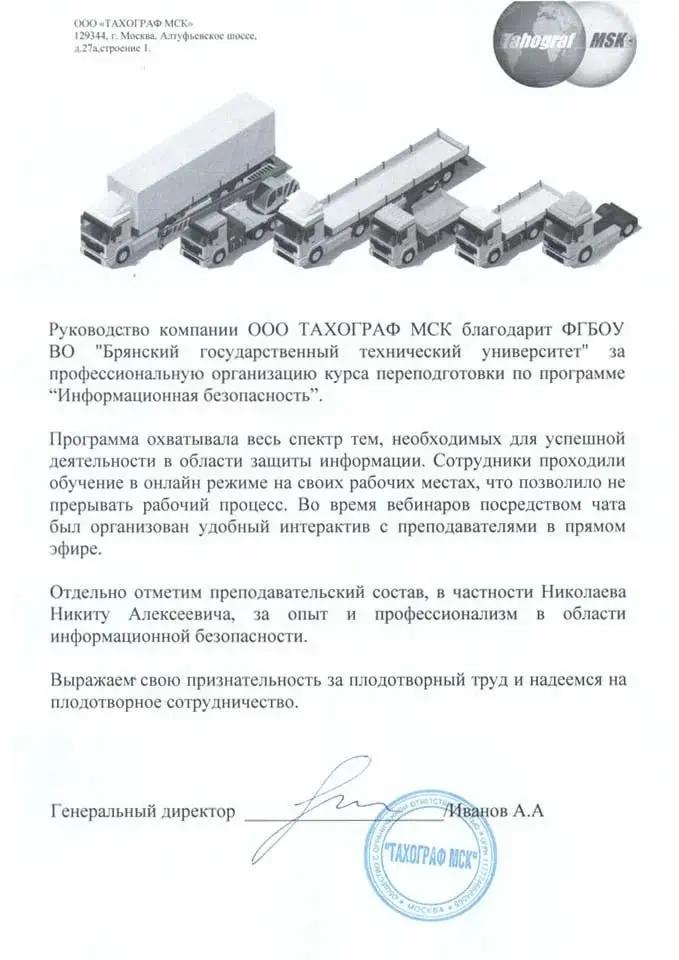 ООО «ТАХОГРАФ МСК»
129344, г. Москва, Алтуфьевское шоссе,
д.27а,строение 1.
Tahograf MSK
Руководство компании ООО ТАХОГРАФ МСК благодарит ФГБОУ
ВО "Брянский государственный технический университет" за
профессиональную организацию курса переподготовки по программе
“Информационная безопасность”.
Программа охватывала весь спектр тем, необходимых для успешной
деятельности в области защиты информации. Сотрудники проходили
обучение в онлайн режиме на своих рабочих местах, что позволило не
прерывать рабочий процесс. Во время вебинаров посредством чата
был организован удобный интерактив с преподавателями в прямом
эфире.
Отдельно отметим преподавательский состав, в частности Николаева
Никиту Алексеевича, за опыт и профессионализм в области
информационной безопасности.
Выражаем свою признательность за плодотворный труд и надеемся на
плодотворное сотрудничество.
Генеральный директор /Иванов А.А
ОБЩЕСТВО С ОГРАНИЧЕННОЙ ОТВЕТСТВЕННОСТЬЮ ОГРН
"ТАХОГРАФ МСК"
МОСКВА